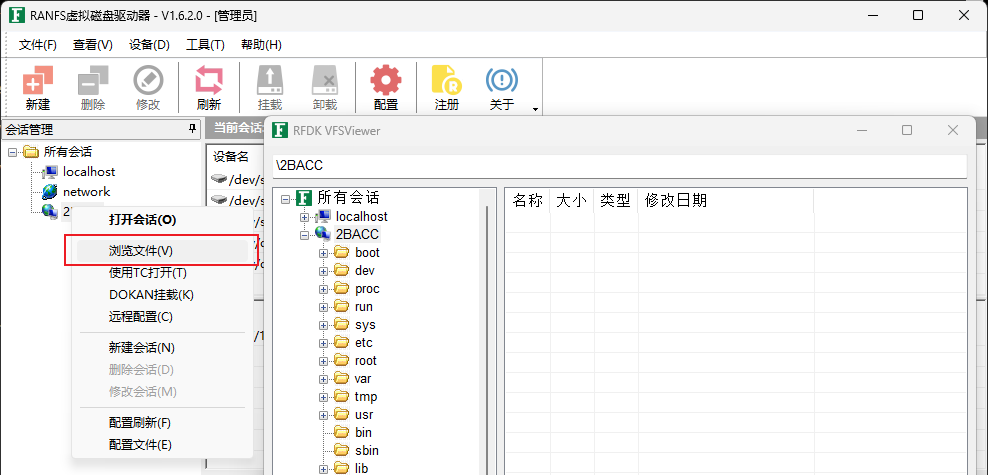 RANFS虚拟磁盘驱动器 - V1.6.2.0 - [管理员]
文件(F) 查看(V) 设备(D) 工具(T) 帮助(H)
新建 删除 修改 刷新 挂载 卸载 配置 注册 关于
会话管理
所有会话
localhost
network
打开会话(O)
浏览文件(V)
使用TC打开(T)
DOKAN挂载(K)
远程配置(C)
新建会话(N)
删除会话(D)
修改会话(M)
配置刷新(F)
配置文件(E)
当前会话
设备名
/dev/s
/dev/s
RFDK VFSViewer
\2BACC
所有会话
localhost
2BACC
boot
dev
proc
run
sys
etc
root
var
tmp
usr
bin
sbin
lib
名称 大小 类型 修改日期